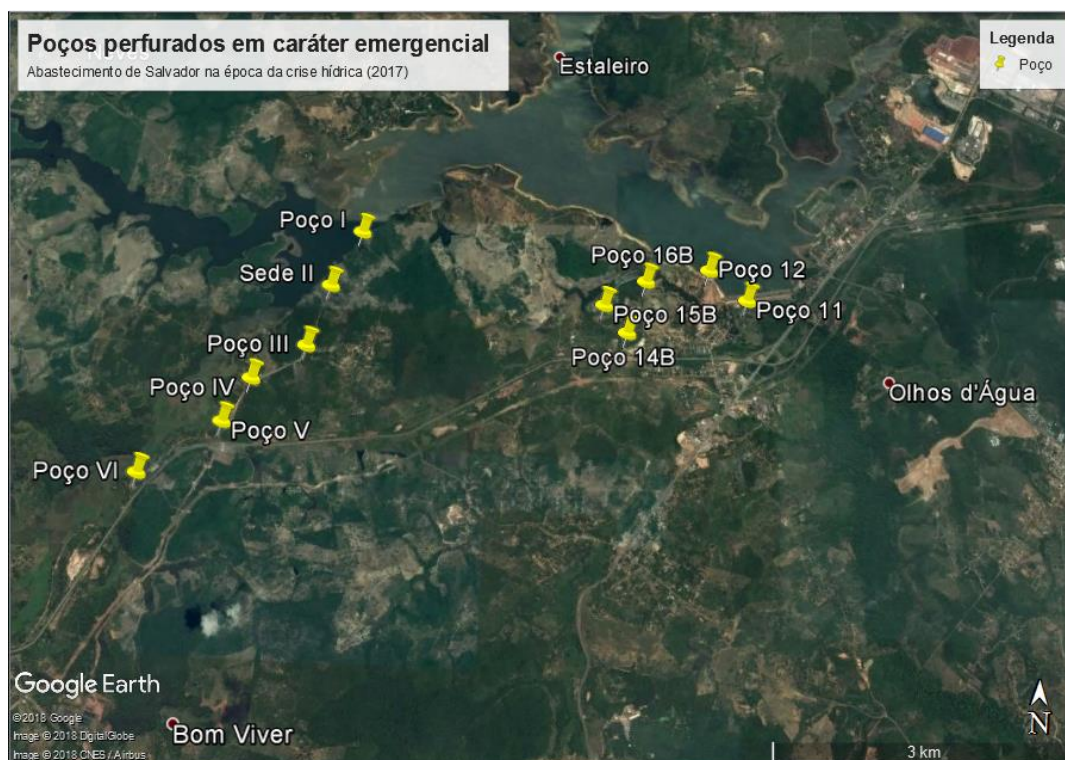 Poços perfurados em caráter emergencial
Abastecimento de Salvador na época da crise hídrica (2017)
Legenda
Poço
Estaleiro
Poço I
Sede II
Poço III
Poço IV
Poço V
Poço VI
Poço 16B
Poço 12
Poço 15B
Poço 11
Poço 14B
Olhos d'Água
Bom Viver
Google Earth
©2018 Google
Image © 2018 DigitalGlobe
Image © 2018 CNES / Airbus
N
3 km